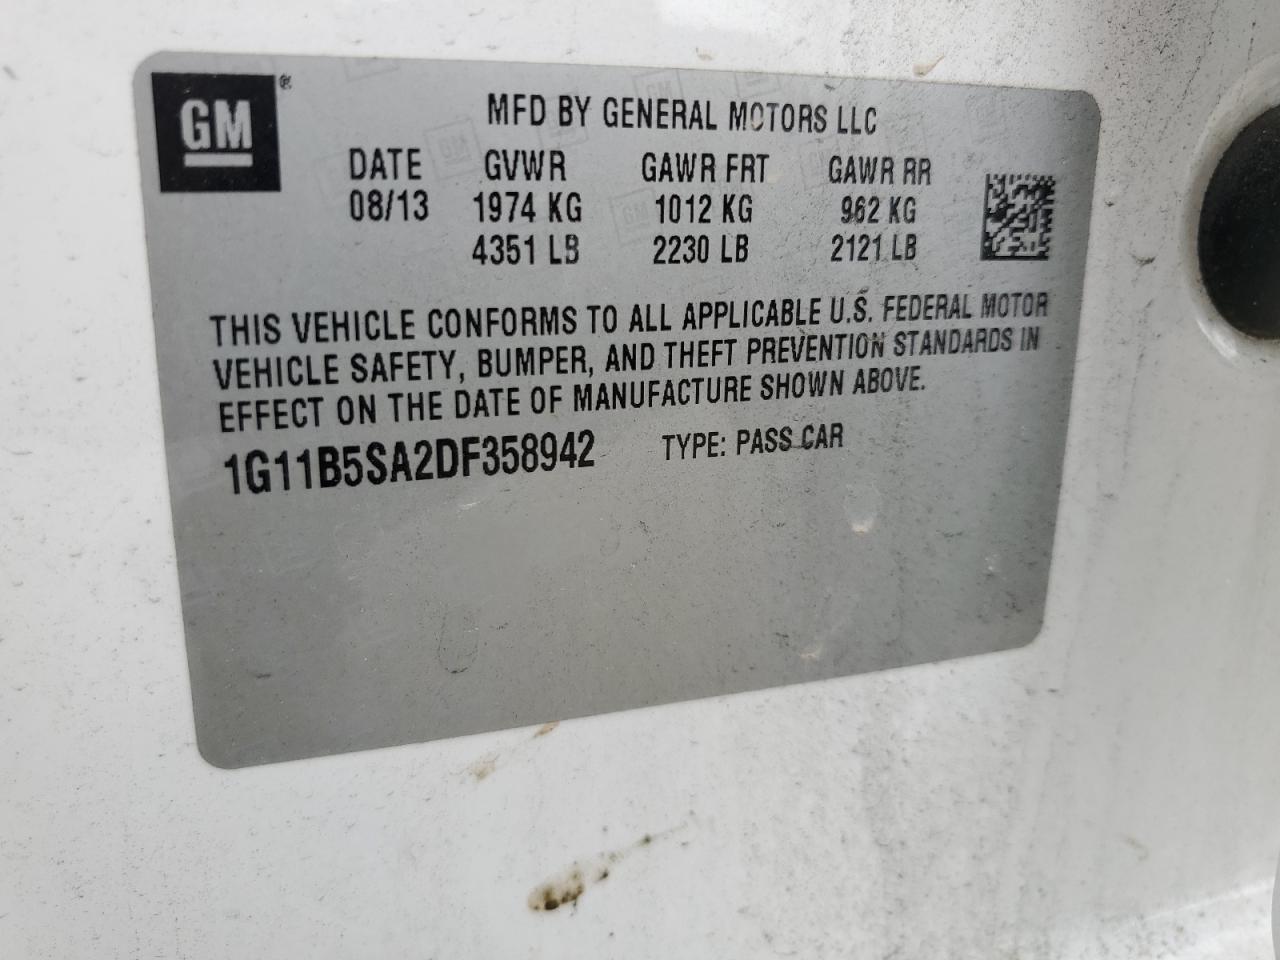 GM®
MFD BY GENERAL MOTORS LLC
DATE GVWR GAWR FRT GAWR RR
08/13 1974 KG 1012 KG 962 KG
4351 LB 2230 LB 2121 LB
THIS VEHICLE CONFORMS TO ALL APPLICABLE U.S. FEDERAL MOTOR
VEHICLE SAFETY, BUMPER, AND THEFT PREVENTION STANDARDS IN
EFFECT ON THE DATE OF MANUFACTURE SHOWN ABOVE.
1G11B5SA2DF358942 TYPE: PASS CAR